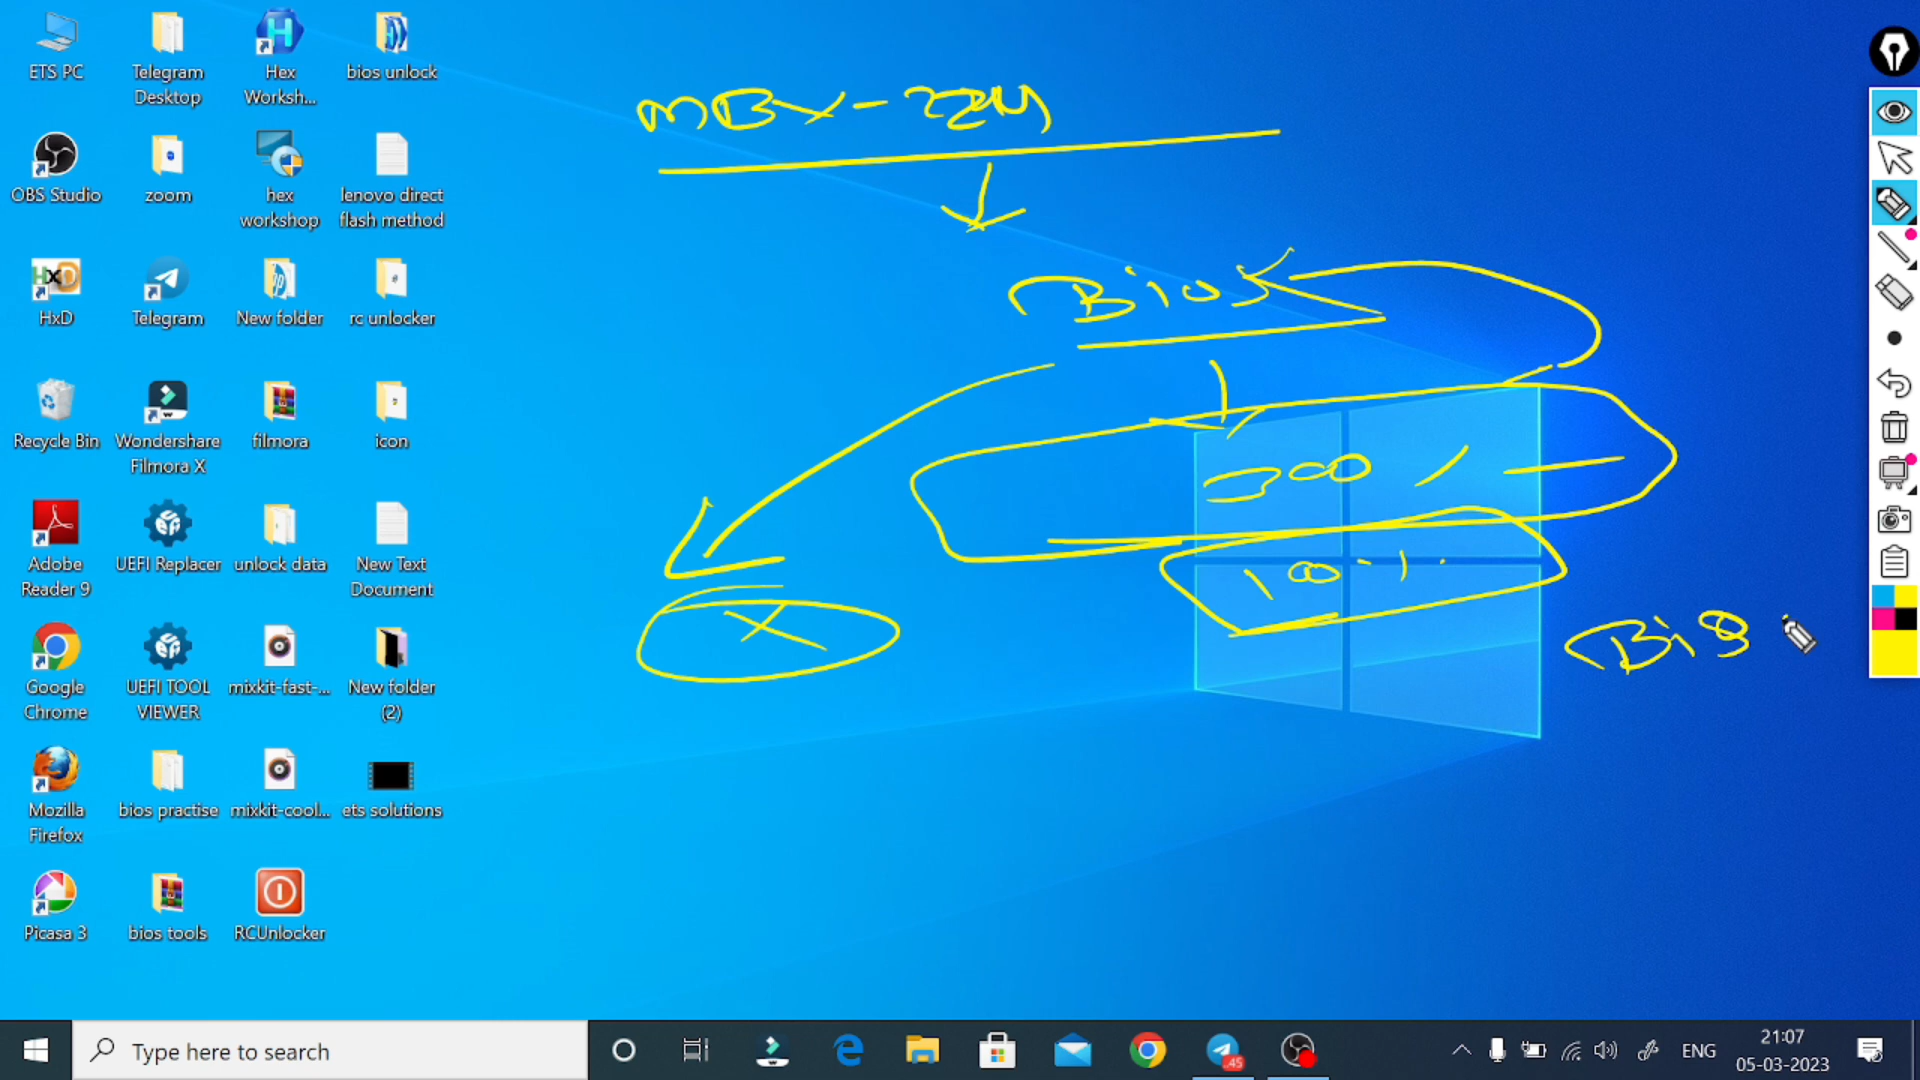 ETS PC
Telegram
Desktop
Hex
Worksh...
bios unlock
OBS Studio
zoom
hex
workshop
lenovo direct
flash method
HxD
HxD
Telegram
New folder
rc unlocker
Recycle Bin
Wondershare
Filmora X
filmora
icon
Adobe
Reader 9
UEFI Replacer
unlock data
New Text
Document
Google
Chrome
UEFI TOOL
VIEWER
mixkit-fast-...
New folder
(2)
Mozilla
Firefox
bios practise
mixkit-cool...
ets solutions
Picasa 3
bios tools
RCUnlocker
MBX-224
Bios
300/-
100%
Bios
X
Type here to search
45
ENG
21:07
05-03-2023